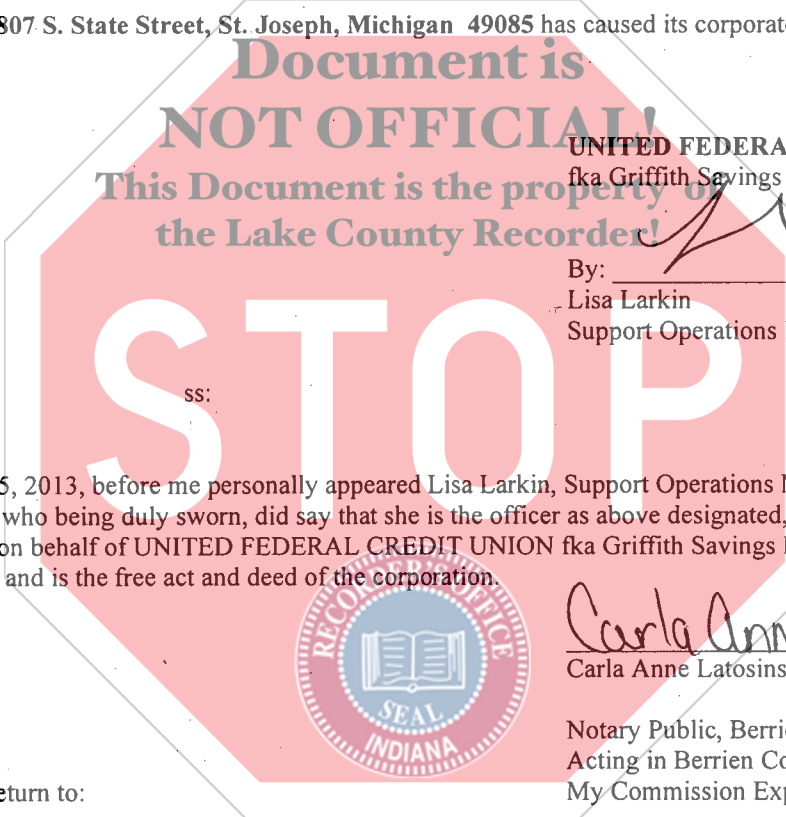 807 S. State Street, St. Joseph, Michigan 49085 has caused its corporat
Document is
NOT OFFICIAL!
UNITED FEDERA
This Document is the property of
fka Griffith Savings
the Lake County Recorder!
By:
Lisa Larkin
Support Operations
STOP
ss:
5, 2013, before me personally appeared Lisa Larkin, Support Operations
who being duly sworn, did say that she is the officer as above designated,
on behalf of UNITED FEDERAL CREDIT UNION fka Griffith Savings
and is the free act and deed of the corporation.
RECORDER'S OFFICE
SEAL
INDIANA
Carla Ann
Carla Anne Latosins
Notary Public, Berri
Acting in Berrien Co
My Commission Exp
eturn to: